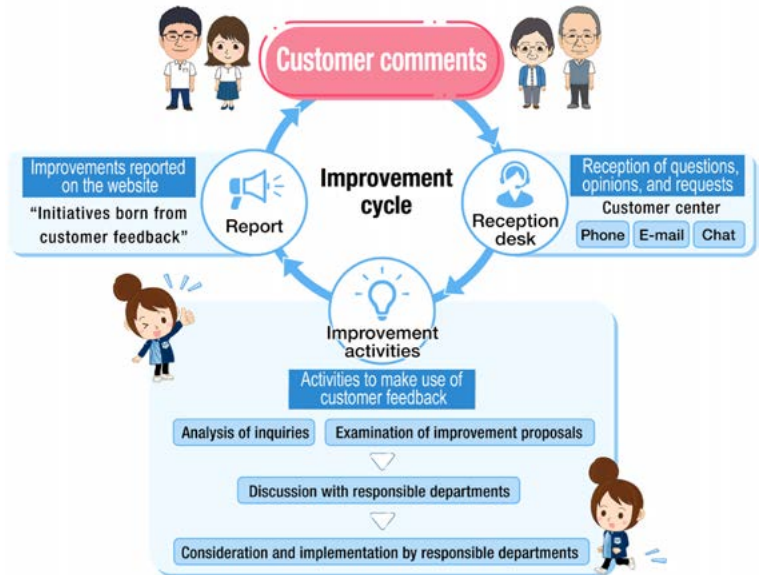 Customer comments
Improvement
cycle
Reception
desk
Reception of questions,
opinions, and requests
Customer center
Phone
E-mail
Chat
Improvement
activities
Activities to make use of
customer feedback
Analysis of inquiries
Examination of improvement proposals
Discussion with responsible departments
Consideration and implementation by responsible departments
Report
Improvements reported
on the website
“Initiatives born from
customer feedback”